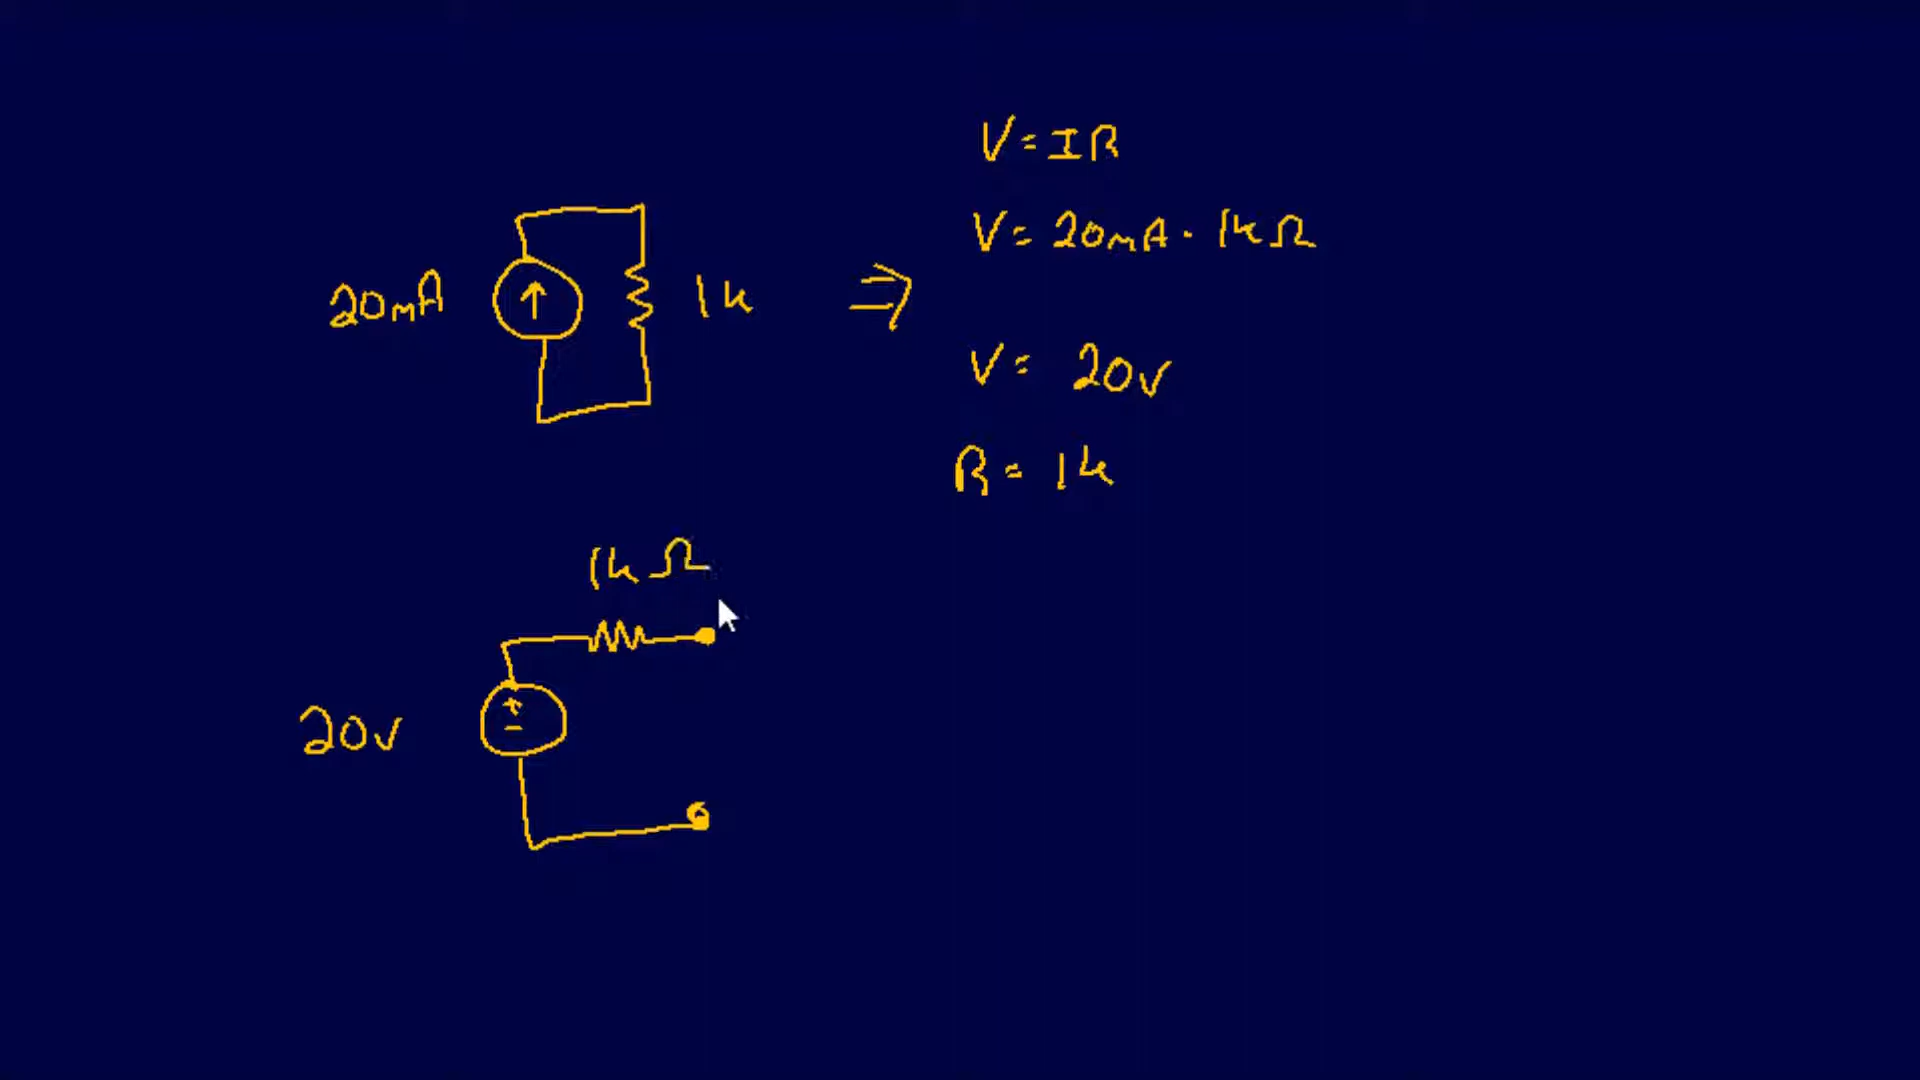 V = IR
V = 20mA · 1kΩ
20mA
1k
⇒
V = 20V
R = 1k
1kΩ
20V